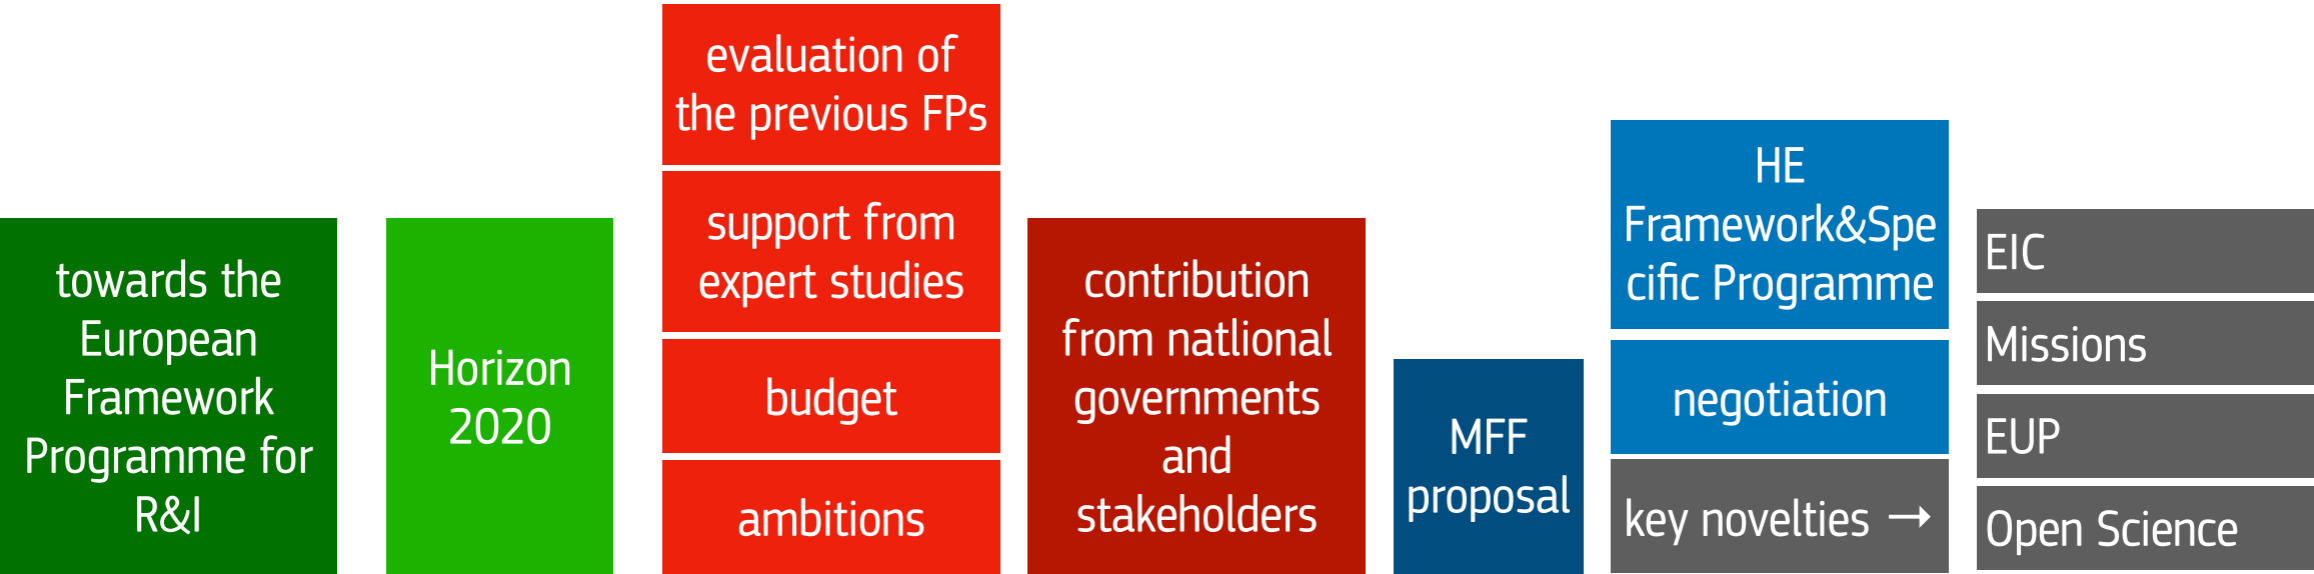 towards the
European
Framework
Programme for
R&I
Horizon
2020
evaluation of
the previous FPs
support from
expert studies
budget
ambitions
contribution
from natlional
governments
and
stakeholders
MFF
proposal
HE
Framework&Spe
cific Programme
negotiation
key novelties →
EIC
Missions
EUP
Open Science